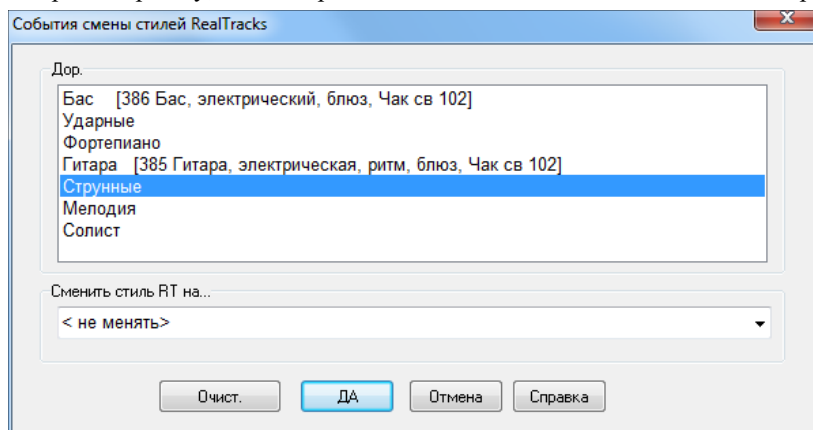 События смены стилей RealTracks
Дор.
Бас [386 Бас, электрический, блюз, Чак св 102]
Ударные
Фортепиано
Гитара [385 Гитара, электрическая, ритм, блюз, Чак св 102]
Струнные
Мелодия
Солист
Сменить стиль RT на...
< не менять>
Очист. ДА Отмена Справка